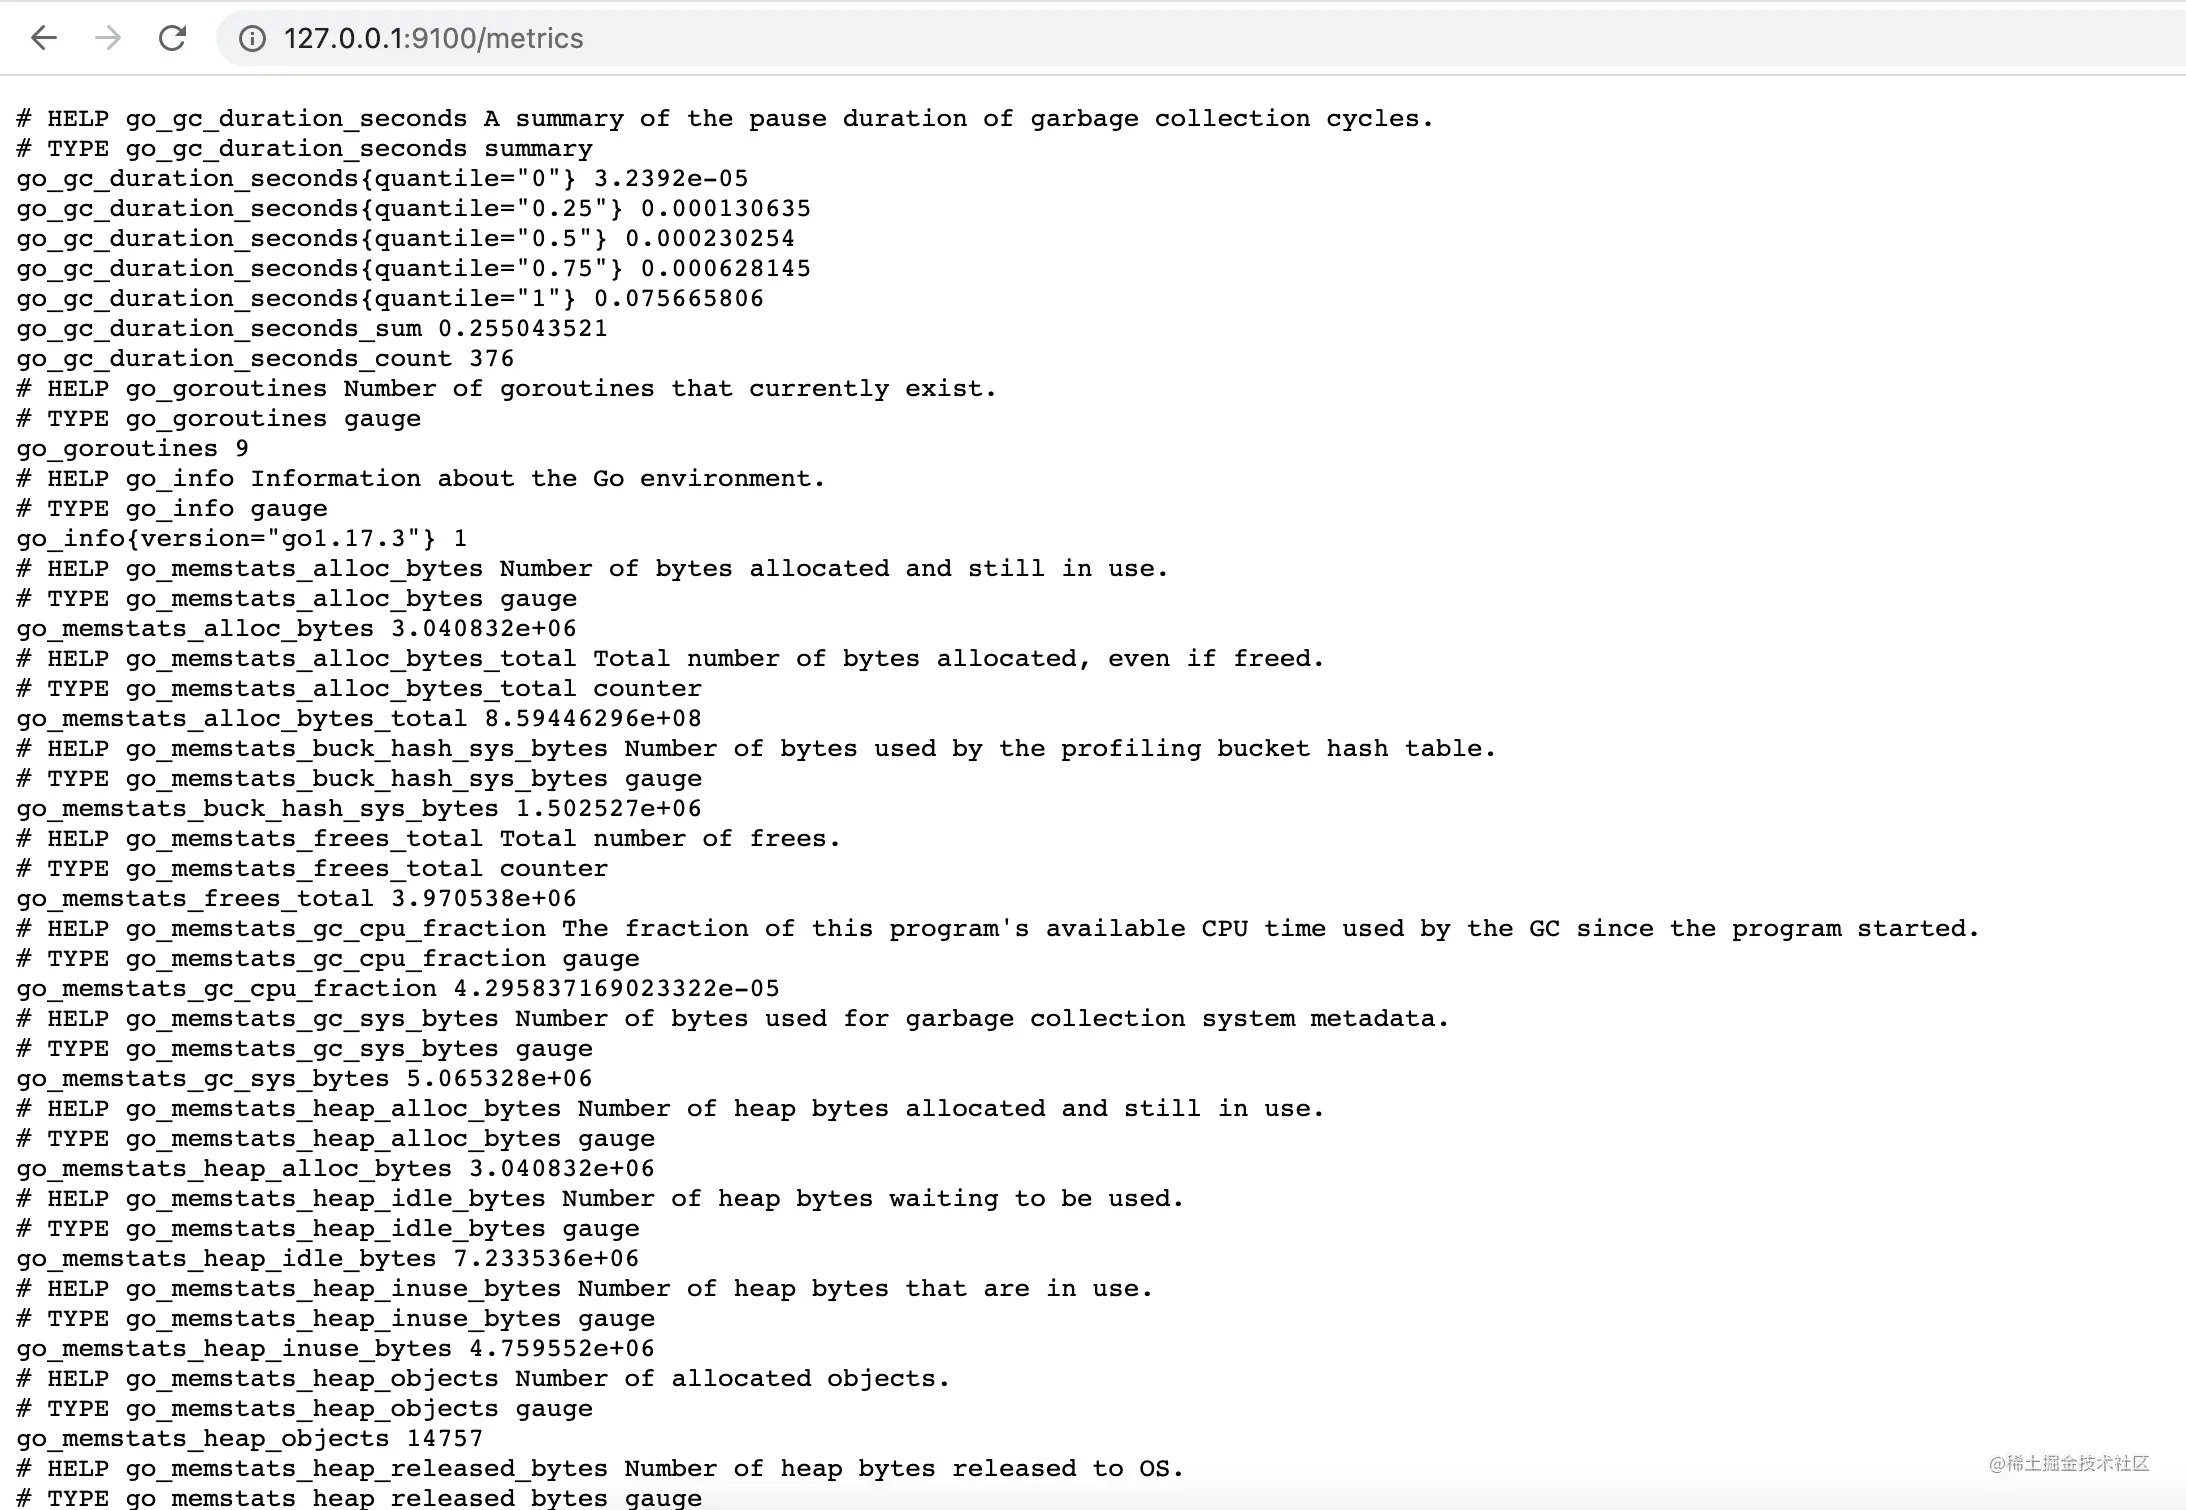 127.0.0.1:9100/metrics
# HELP go_gc_duration_seconds A summary of the pause duration of garbage collection cycles.
# TYPE go_gc_duration_seconds summary
go_gc_duration_seconds{quantile="0"} 3.2392e-05
go_gc_duration_seconds{quantile="0.25"} 0.000130635
go_gc_duration_seconds{quantile="0.5"} 0.000230254
go_gc_duration_seconds{quantile="0.75"} 0.000628145
go_gc_duration_seconds{quantile="1"} 0.075665806
go_gc_duration_seconds_sum 0.255043521
go_gc_duration_seconds_count 376
# HELP go_goroutines Number of goroutines that currently exist.
# TYPE go_goroutines gauge
go_goroutines 9
# HELP go_info Information about the Go environment.
# TYPE go_info gauge
go_info{version="go1.17.3"} 1
# HELP go_memstats_alloc_bytes Number of bytes allocated and still in use.
# TYPE go_memstats_alloc_bytes gauge
go_memstats_alloc_bytes 3.040832e+06
# HELP go_memstats_alloc_bytes_total Total number of bytes allocated, even if freed.
# TYPE go_memstats_alloc_bytes_total counter
go_memstats_alloc_bytes_total 8.59446296e+08
# HELP go_memstats_buck_hash_sys_bytes Number of bytes used by the profiling bucket hash table.
# TYPE go_memstats_buck_hash_sys_bytes gauge
go_memstats_buck_hash_sys_bytes 1.502527e+06
# HELP go_memstats_frees_total Total number of frees.
# TYPE go_memstats_frees_total counter
go_memstats_frees_total 3.970538e+06
# HELP go_memstats_gc_cpu_fraction The fraction of this program's available CPU time used by the GC since the program started.
# TYPE go_memstats_gc_cpu_fraction gauge
go_memstats_gc_cpu_fraction 4.295837169023322e-05
# HELP go_memstats_gc_sys_bytes Number of bytes used for garbage collection system metadata.
# TYPE go_memstats_gc_sys_bytes gauge
go_memstats_gc_sys_bytes 5.065328e+06
# HELP go_memstats_heap_alloc_bytes Number of heap bytes allocated and still in use.
# TYPE go_memstats_heap_alloc_bytes gauge
go_memstats_heap_alloc_bytes 3.040832e+06
# HELP go_memstats_heap_idle_bytes Number of heap bytes waiting to be used.
# TYPE go_memstats_heap_idle_bytes gauge
go_memstats_heap_idle_bytes 7.233536e+06
# HELP go_memstats_heap_inuse_bytes Number of heap bytes that are in use.
# TYPE go_memstats_heap_inuse_bytes gauge
go_memstats_heap_inuse_bytes 4.759552e+06
# HELP go_memstats_heap_objects Number of allocated objects.
# TYPE go_memstats_heap_objects gauge
go_memstats_heap_objects 14757
# HELP go_memstats_heap_released_bytes Number of heap bytes released to OS.
# TYPE go_memstats_heap_released_bytes gauge
@稀土掘金技术社区